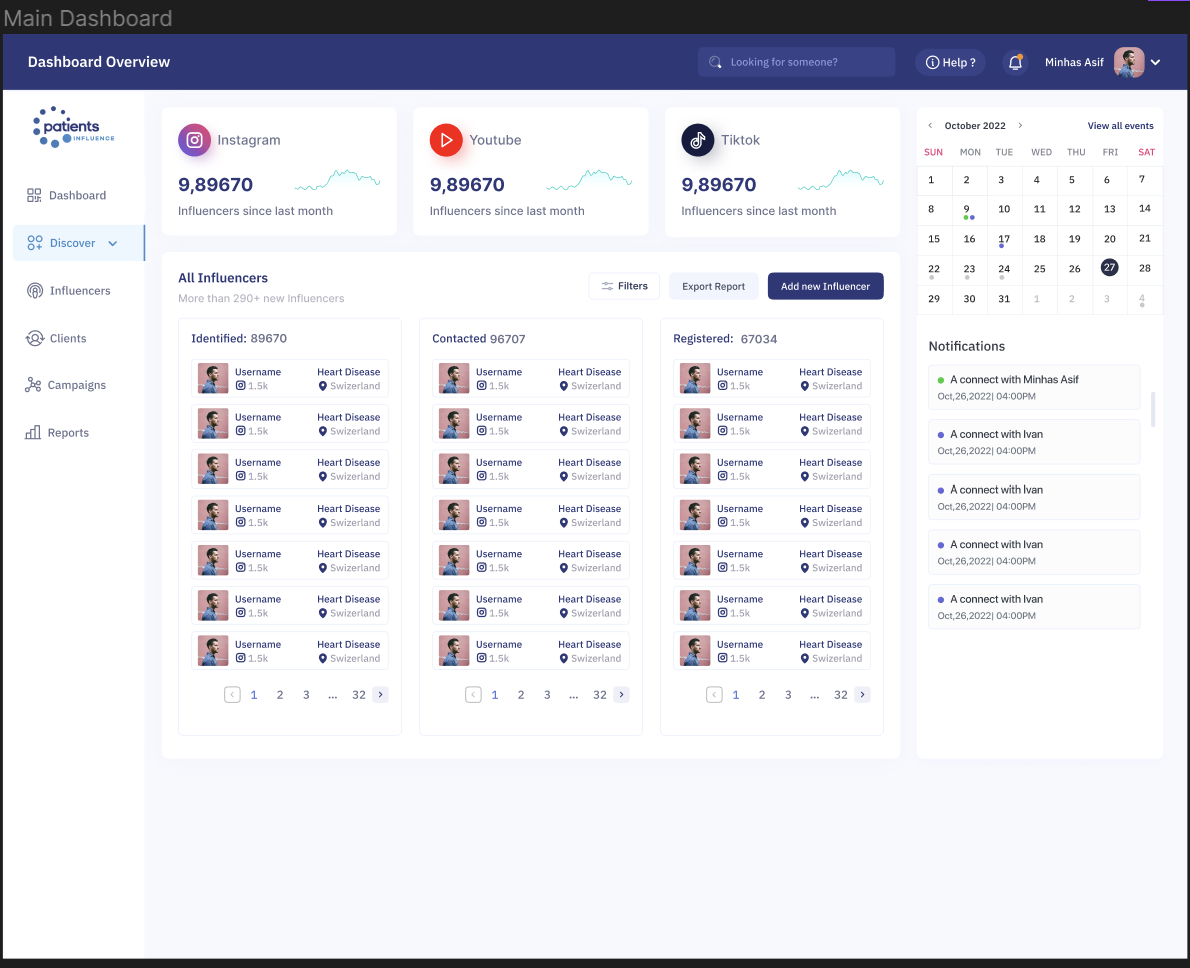 Main Dashboard
Dashboard Overview
Looking for someone?
Help ?
Minhas Asif
patients
INFLUENCE
Dashboard
Discover
Influencers
Clients
Campaigns
Reports
Instagram
9,89670
Influencers since last month
Youtube
9,89670
Influencers since last month
Tiktok
9,89670
Influencers since last month
All Influencers
More than 290+ new Influencers
Filters
Export Report
Add new Influencer
Identified: 89670
Username Heart Disease
1.5k Swizerland
Username Heart Disease
1.5k Swizerland
Username Heart Disease
1.5k Swizerland
Username Heart Disease
1.5k Swizerland
Username Heart Disease
1.5k Swizerland
Username Heart Disease
1.5k Swizerland
Username Heart Disease
1.5k Swizerland
< 1 2 3 ... 32 >
Contacted 96707
Username Heart Disease
1.5k Swizerland
Username Heart Disease
1.5k Swizerland
Username Heart Disease
1.5k Swizerland
Username Heart Disease
1.5k Swizerland
Username Heart Disease
1.5k Swizerland
Username Heart Disease
1.5k Swizerland
Username Heart Disease
1.5k Swizerland
< 1 2 3 ... 32 >
Registered: 67034
Username Heart Disease
1.5k Swizerland
Username Heart Disease
1.5k Swizerland
Username Heart Disease
1.5k Swizerland
Username Heart Disease
1.5k Swizerland
Username Heart Disease
1.5k Swizerland
Username Heart Disease
1.5k Swizerland
Username Heart Disease
1.5k Swizerland
< 1 2 3 ... 32 >
< October 2022 > View all events
SUN MON TUE WED THU FRI SAT
1 2 3 4 5 6 7
8 9 10 11 12 13 14
15 16 17 18 19 20 21
22 23 24 25 26 27 28
29 30 31 1 2 3 4
Notifications
A connect with Minhas Asif
Oct,26,2022| 04:00PM
A connect with Ivan
Oct,26,2022| 04:00PM
A connect with Ivan
Oct,26,2022| 04:00PM
A connect with Ivan
Oct,26,2022| 04:00PM
A connect with Ivan
Oct,26,2022| 04:00PM